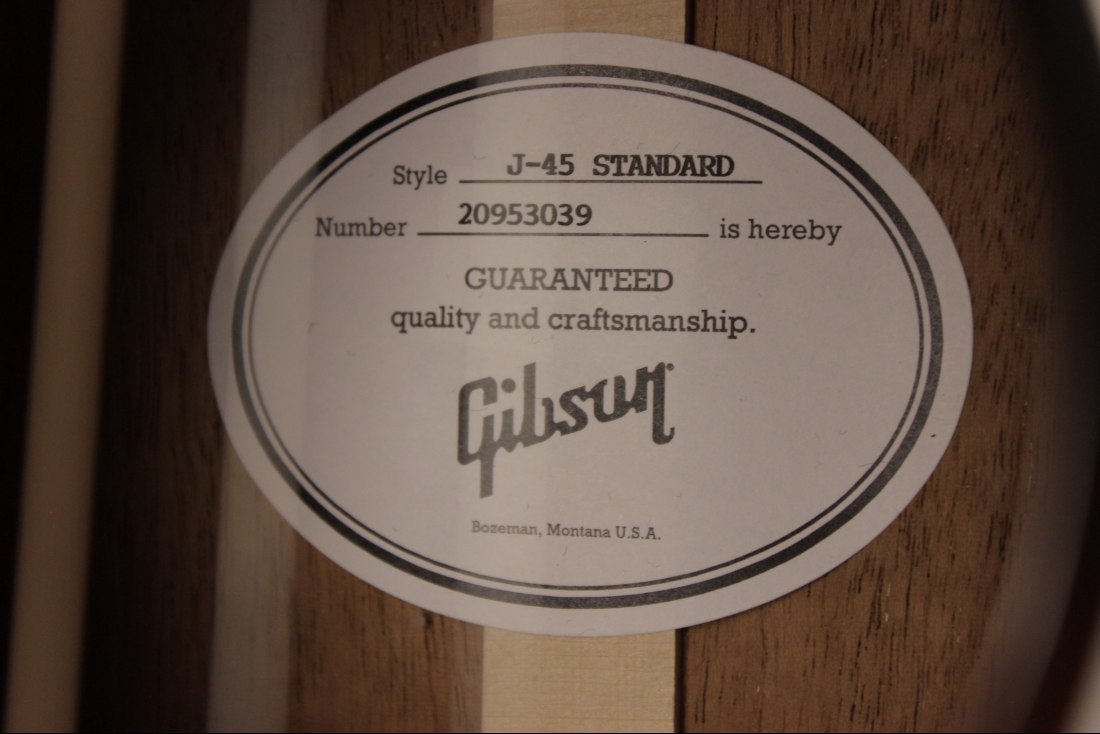 Style J-45 STANDARD
Number 20953039 is hereby
GUARANTEED
quality and craftsmanship.
Gibson
Bozeman, Montana U.S.A.